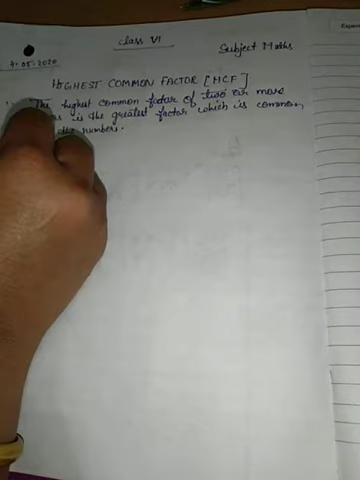 Class VI
Subject Maths
4.05.2020
HIGHEST COMMON FACTOR [HCF]
The highest common factor of two or more
is the greatest factor which is common
the numbers.